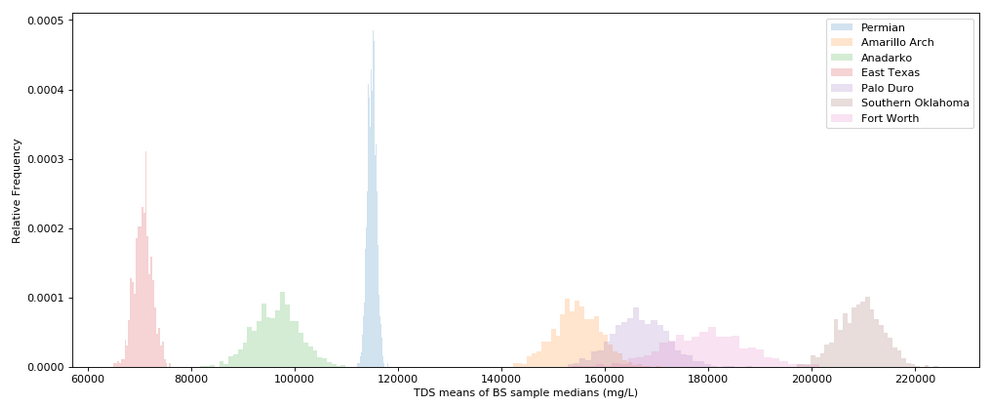 0.0005
0.0004
0.0003
0.0002
0.0001
0.0000
Relative Frequency
Permian
Amarillo Arch
Anadarko
East Texas
Palo Duro
Southern Oklahoma
Fort Worth
60000 80000 100000 120000 140000 160000 180000 200000 220000
TDS means of BS sample medians (mg/L)